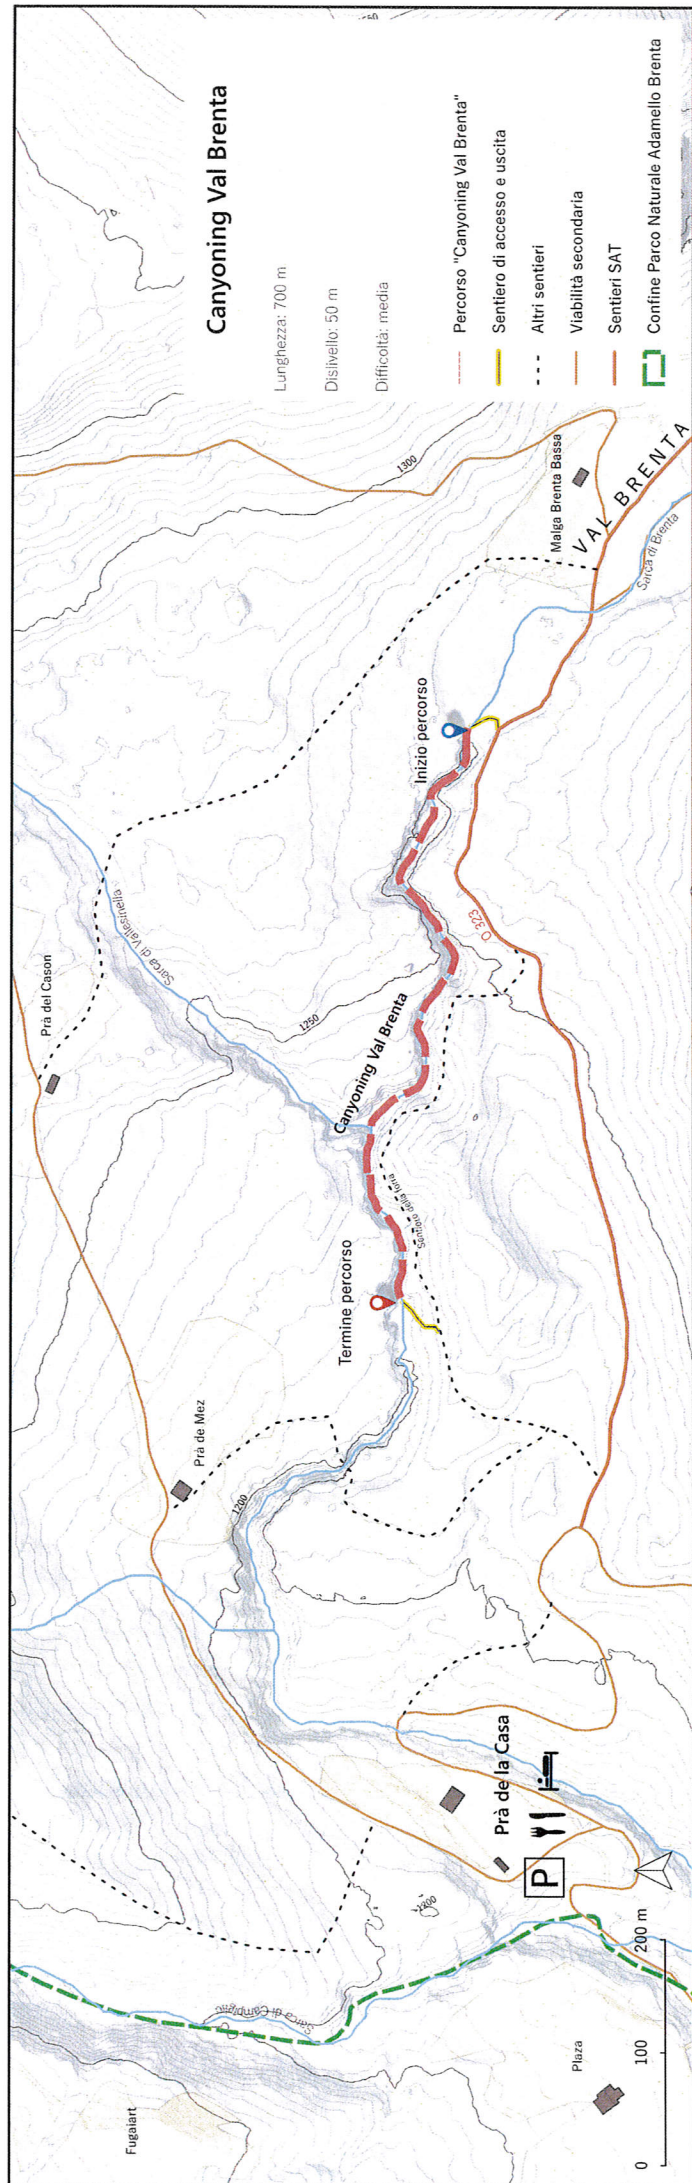 Canyoning Val Brenta
Lunghezza: 700 m
Dislivello: 50 m
Difficoltà: media
Percorso "Canyoning Val Brenta"
Sentiero di accesso e uscita
Altri sentieri
Viabilità secondaria
Sentieri SAT
Confine Parco Naturale Adamello Brenta
Fugaiart
Plaza
Sarca di Campiglio
1200
Prà de la Casa
P
Prà de Mez
1200
Termine percorso
Sentiero della forra
Canyoning Val Brenta
Prà del Cason
Sarca di Vallesinella
1250
O 323
Inizio percorso
Malga Brenta Bassa
VAL BRENTA
Sarca di Brenta
1300
0 100 200 m